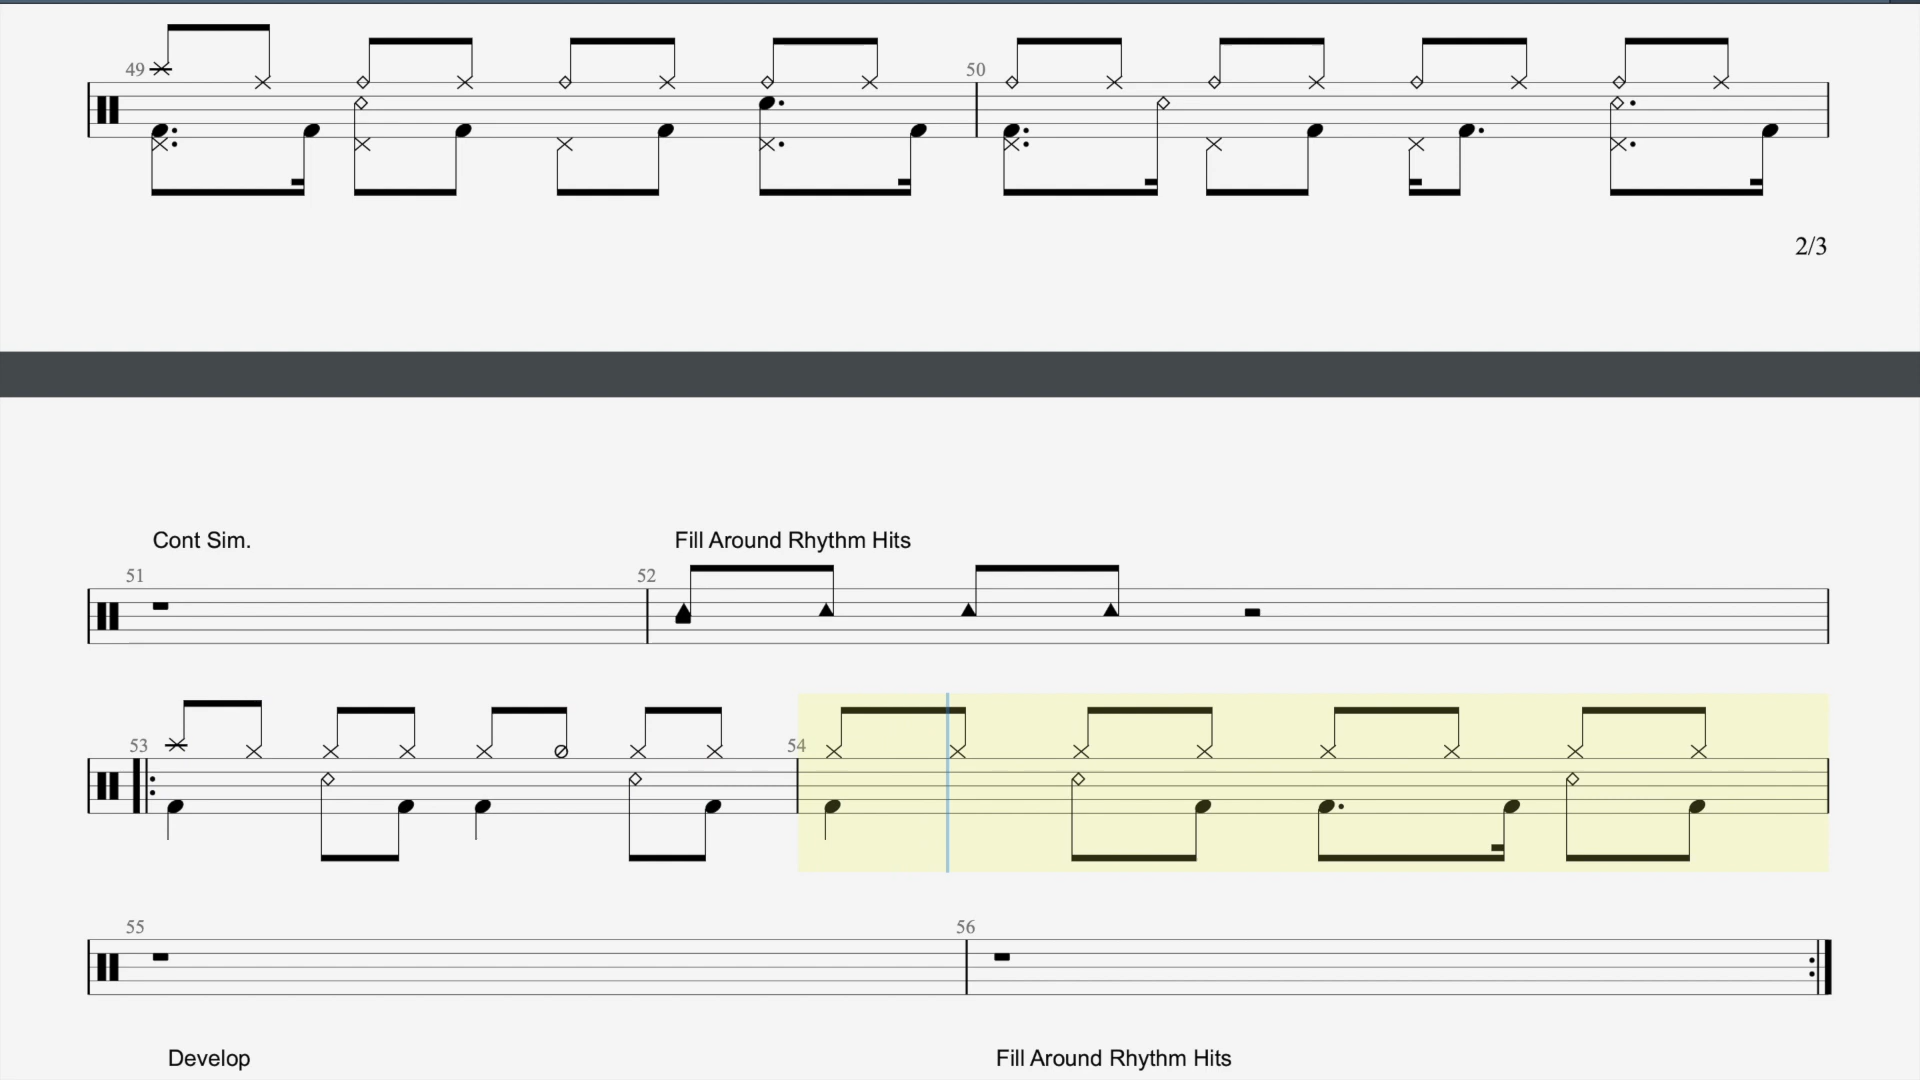 49 50
2/3
Cont Sim. Fill Around Rhythm Hits
51 52
53 54
55 56
Develop Fill Around Rhythm Hits